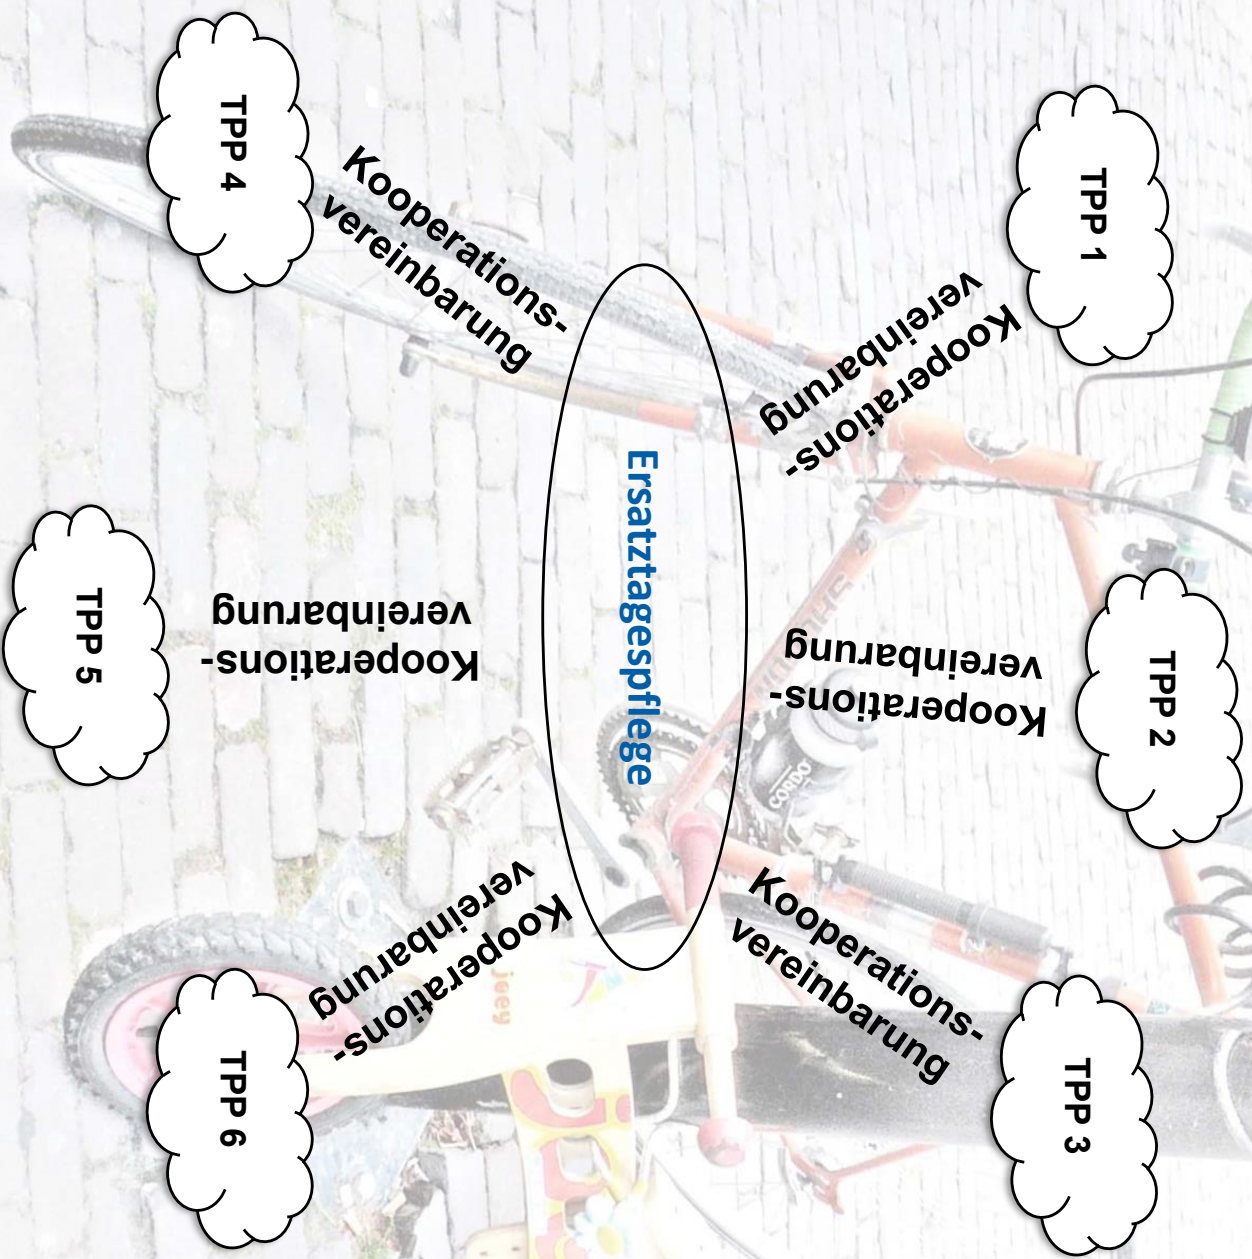 TPP 1
TPP 2
TPP 3
Kooperations-
vereinbarung
Kooperations-
vereinbarung
Kooperations-
vereinbarung
CORDO
Ersatztagespflege
Kooperations-
vereinbarung
Kooperations-
vereinbarung
Kooperations-
vereinbarung
TPP 4
TPP 5
TPP 6